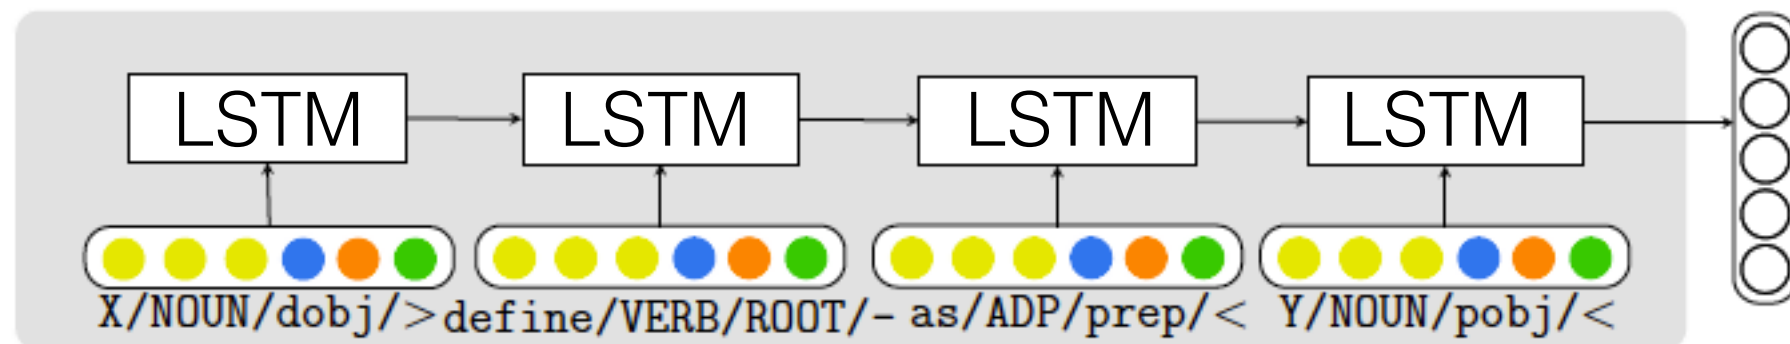 LSTM LSTM LSTM LSTM
X/NOUN/dobj/> define/VERB/ROOT/- as/ADP/prep/< Y/NOUN/pobj/<